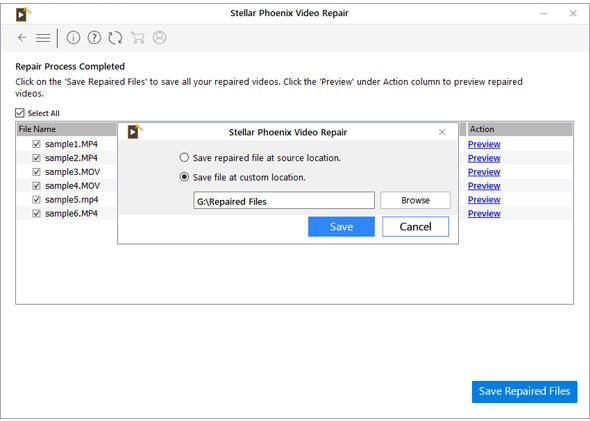 Stellar Phoenix Video Repair
Repair Process Completed
Click on the 'Save Repaired Files' to save all your repaired videos. Click the 'Preview' under Action column to preview repaired
videos.
Select All
File Name
Action
sample1.MP4
Preview
sample2.MP4
Preview
sample3.MOV
Preview
sample4.MOV
Preview
sample5.mp4
Preview
sample6.MP4
Preview
Stellar Phoenix Video Repair
Save repaired file at source location.
Save file at custom location.
G:\Repaired Files
Browse
Save
Cancel
Save Repaired Files